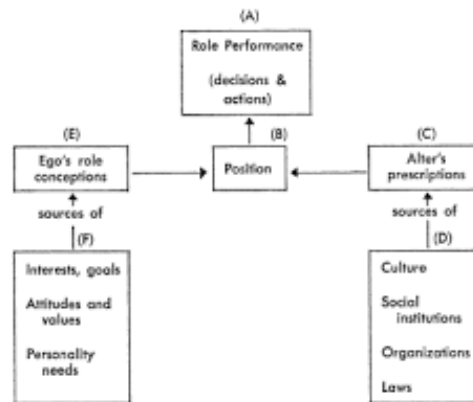 (A)
Role Performance
(decisions &
actions)
(E)
(B)
(C)
Ego's role
conceptions
Position
Alter's
prescriptions
sources of
sources of
(F)
(D)
Interests, goals
Attitudes and
values
Personality
needs
Culture
Social
institutions
Organizations
Laws